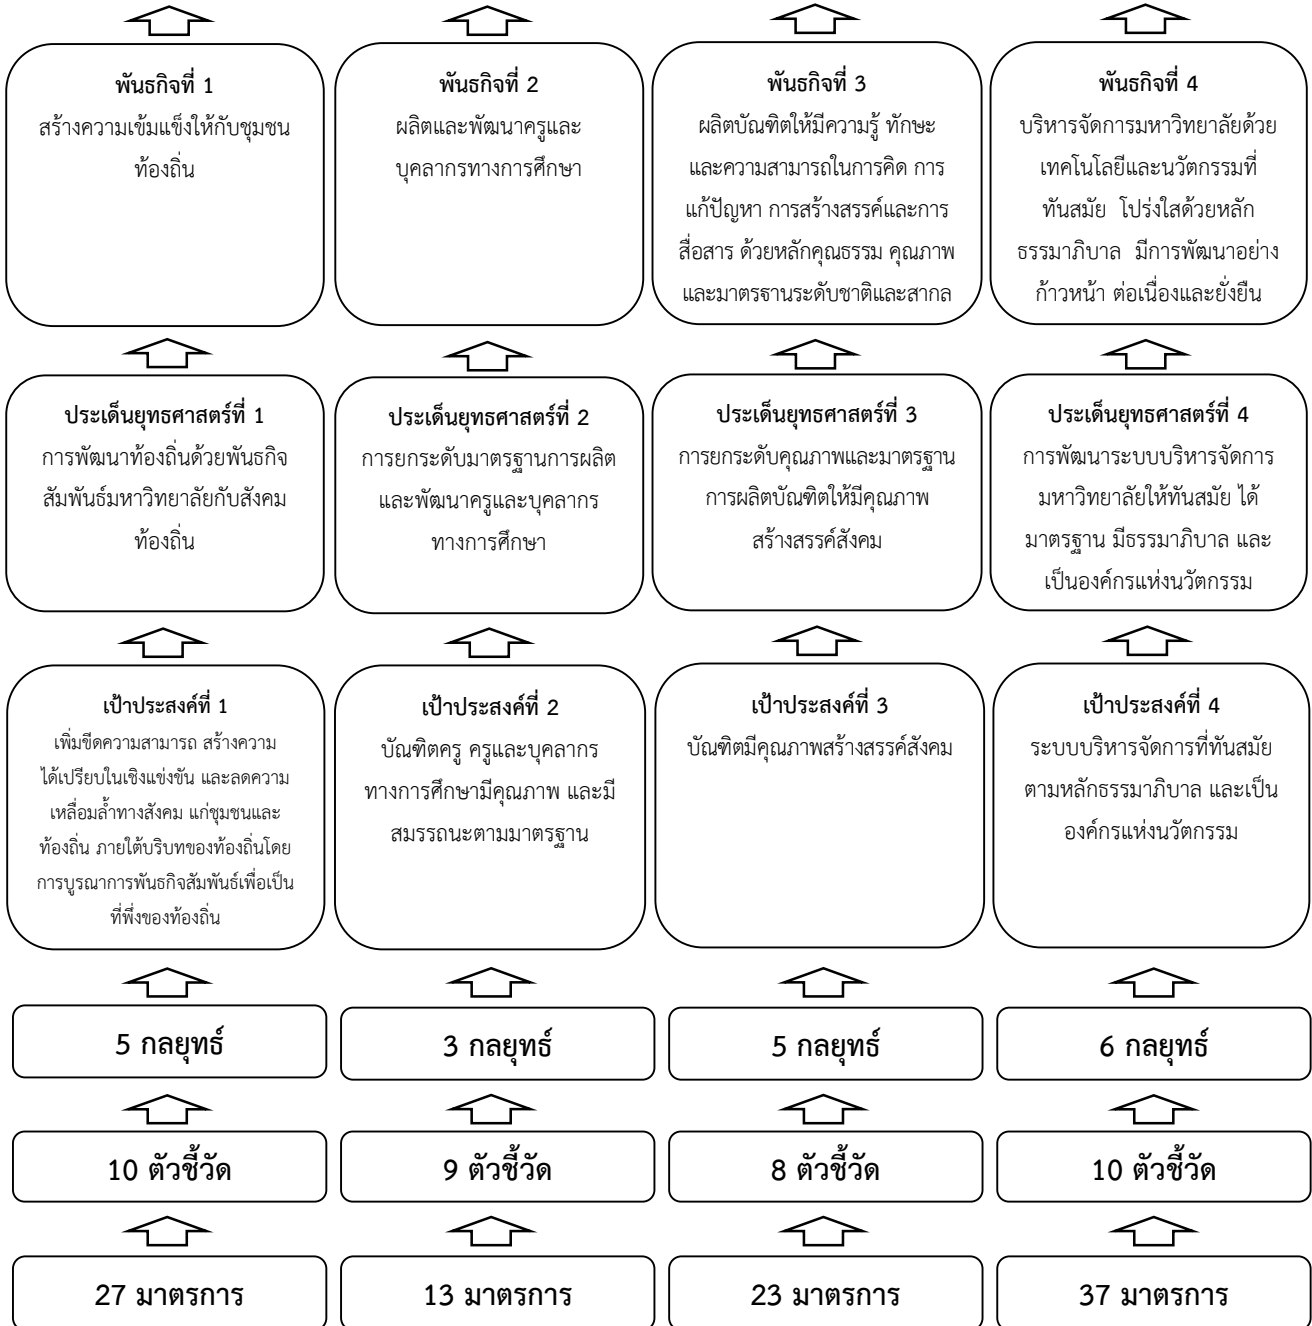 พันธกิจที่ 1
สร้างความเข้มแข็งให้กับชุมชน
ท้องถิ่น
พันธกิจที่ 2
ผลิตและพัฒนาครูและ
บุคลากรทางการศึกษา
พันธกิจที่ 3
ผลิตบัณฑิตให้มีความรู้ ทักษะ
และความสามารถในการคิด การ
แก้ปัญหา การสร้างสรรค์และการ
สื่อสาร ด้วยหลักคุณธรรม คุณภาพ
และมาตรจานระดับชาติและสากล
พันธกิจที่ 4
บริหารจัดการมหาวิทยาลัยด้วย
เทคโนโลยีและนวัตกรรมที่
ทันสมัย โปร่งใสด้วยหลัก
ธรรมาภิบาล มีการพัฒนาอย่าง
ก้าวหน้า ต่อเนื่องและยั่งยืน
ประเด็นยุทธศาสตร์ที่ 1
การพัฒนาท้องถิ่นด้วยพันธกิจ
สัมพันธ์มหาวิทยาลัยกับสังคม
ท้องถิ่น
ประเด็นยุทธศาสตร์ที่ 2
การยกระดับมาตรฐานการผลิต
และพัฒนาครูและบุคลากร
ทางการศึกษา
ประเด็นยุทธศาสตร์ที่ 3
การยกระดับคุณภาพและมาตรฐาน
การผลิตบัณฑิตให้มีคุณภาพ
สร้างสรรค์สังคม
ประเด็นยุทธศาสตร์ที่ 4
การพัฒนาระบบบริหารจัดการ
มหาวิทยาลัยให้ทันสมัย ได้
มาตรฐาน มีธรรมาภิบาล และ
เป็นองค์กรแห่งนวัตกรรม
เป้าประสงค์ที่ 1
เพิ่มขีดความสามารถ สร้างความ
ได้เปรียบในเชิงแข่งขัน และลดความ
เหลื่อมล้ำทางสังคม แก่ชุมชนและ
ท้องถิ่น ภายใต้บริบทของท้องถิ่นโดย
การบูรณาการพันธกิจสัมพันธ์เพื่อเป็น
ที่พึ่งของท้องถิ่น
เป้าประสงค์ที่ 2
บัณฑิตครู ครูและบุคลากร
ทางการศึกษามีคุณภาพ และมี
สมรรถนะตามมาตรฐาน
เป้าประสงค์ที่ 3
บัณฑิตมีคุณภาพสร้างสรรค์สังคม
เป้าประสงค์ที่ 4
ระบบบริหารจัดการที่ทันสมัย
ตามหลักธรรมาภิบาล และเป็น
องค์กรแห่งนวัตกรรม
5 กลยุทธ์
3 กลยุทธ์
5 กลยุทธ์
6 กลยุทธ์
10 ตัวชี้วัด
9 ตัวชี้วัด
8 ตัวชี้วัด
10 ตัวชี้วัด
27 มาตรการ
13 มาตรการ
23 มาตรการ
37 มาตรการ